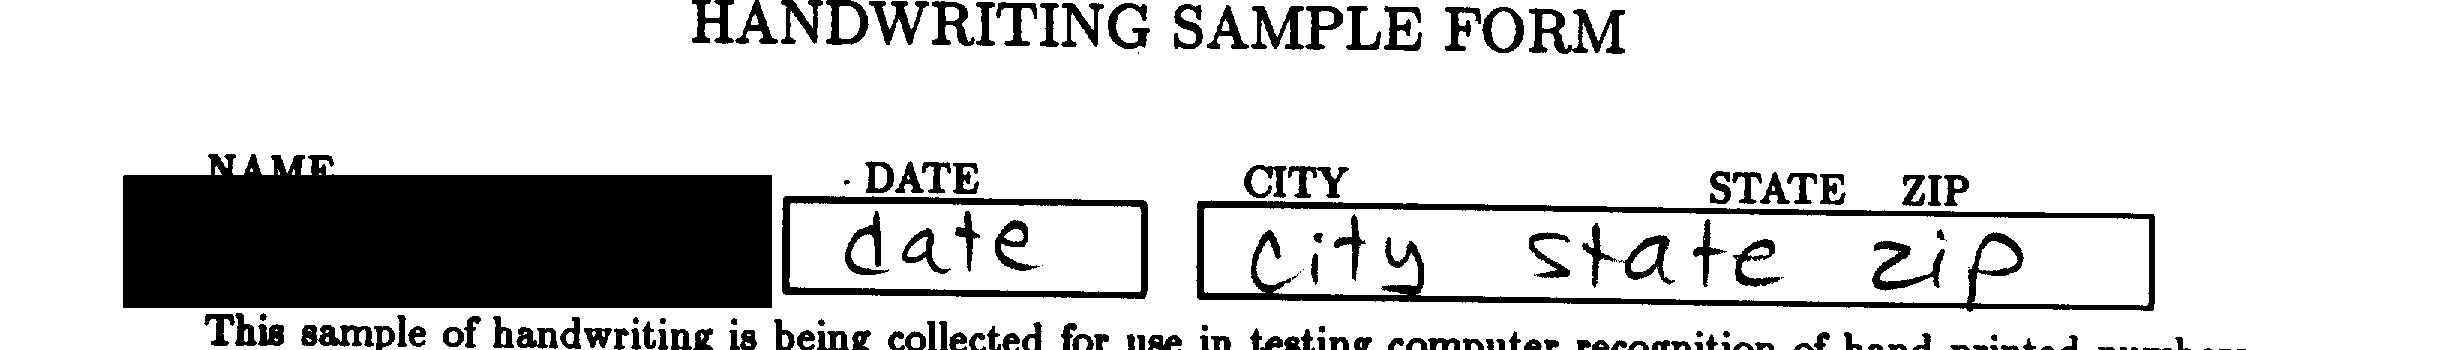 HANDWRITING SAMPLE FORM
NAME DATE CITY STATE ZIP
date city state zip
This sample of handwriting is being collected for use in testing computer recognition of hand printed numbers